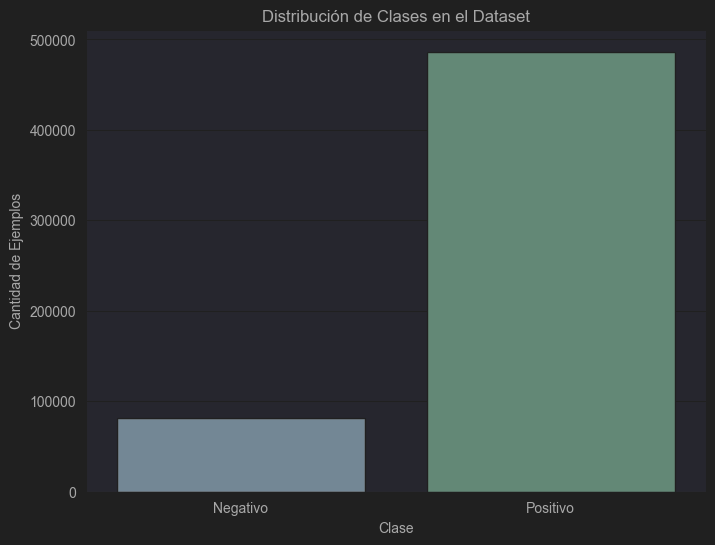 Distribución de Clases en el Dataset
500000
400000
300000
200000
100000
0
Cantidad de Ejemplos
Negativo
Positivo
Clase